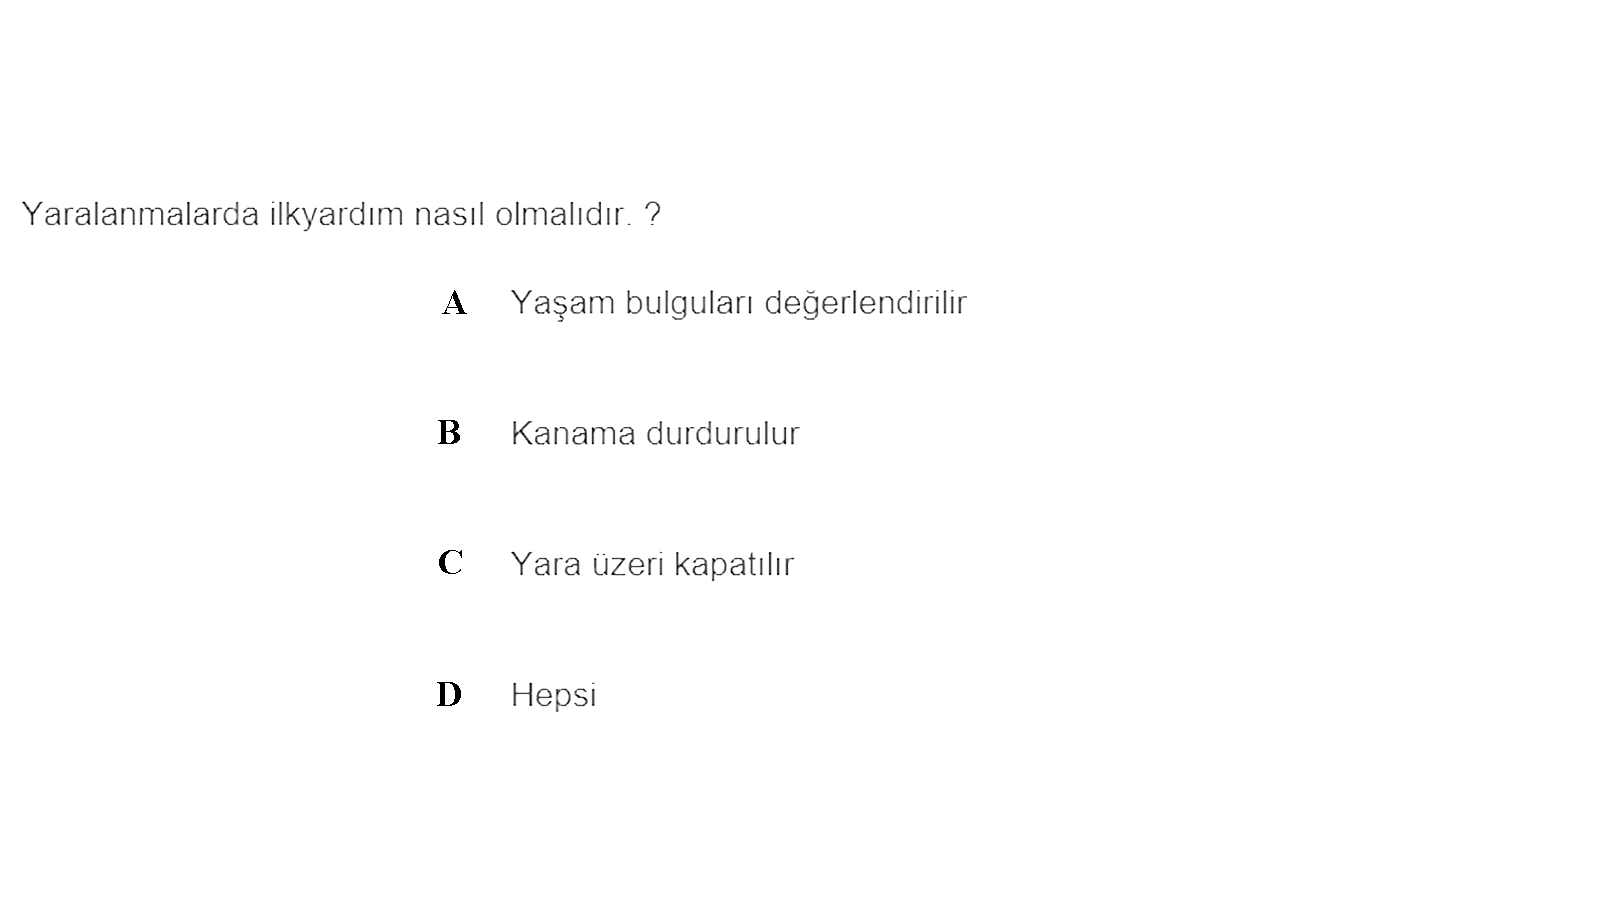 Yaralanmalarda ilkyardım nasıl olmalıdır. ?
A Yaşam bulguları değerlendirilir
B Kanama durdurulur
C Yara üzeri kapatılır
D Hepsi